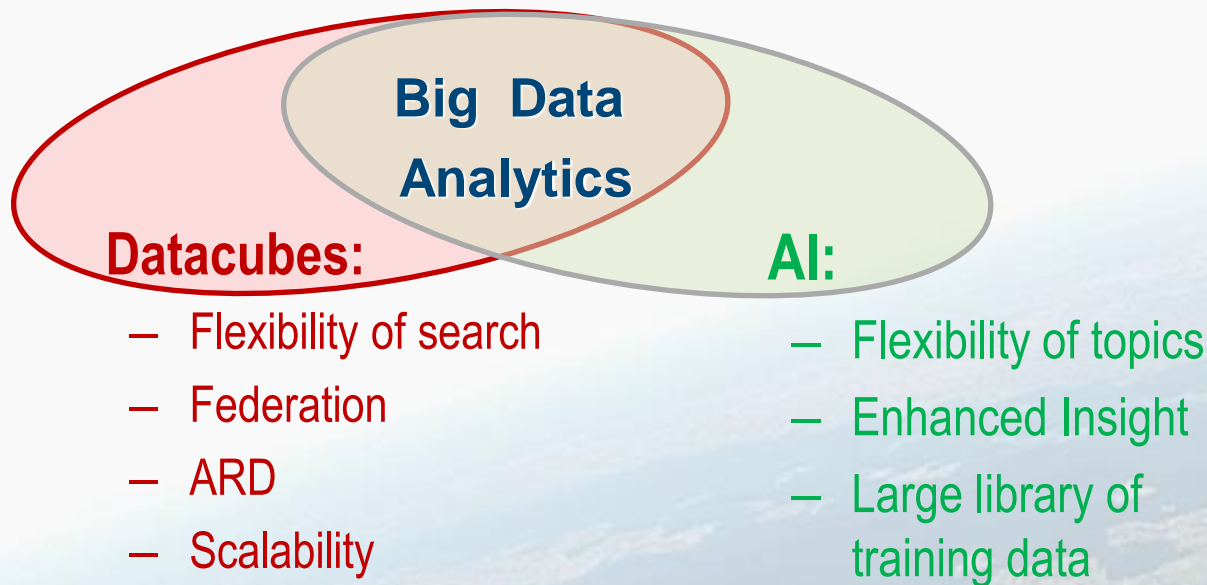 Big Data
Analytics
Datacubes:
– Flexibility of search
– Federation
– ARD
– Scalability
AI:
– Flexibility of topics
– Enhanced Insight
– Large library of
training data